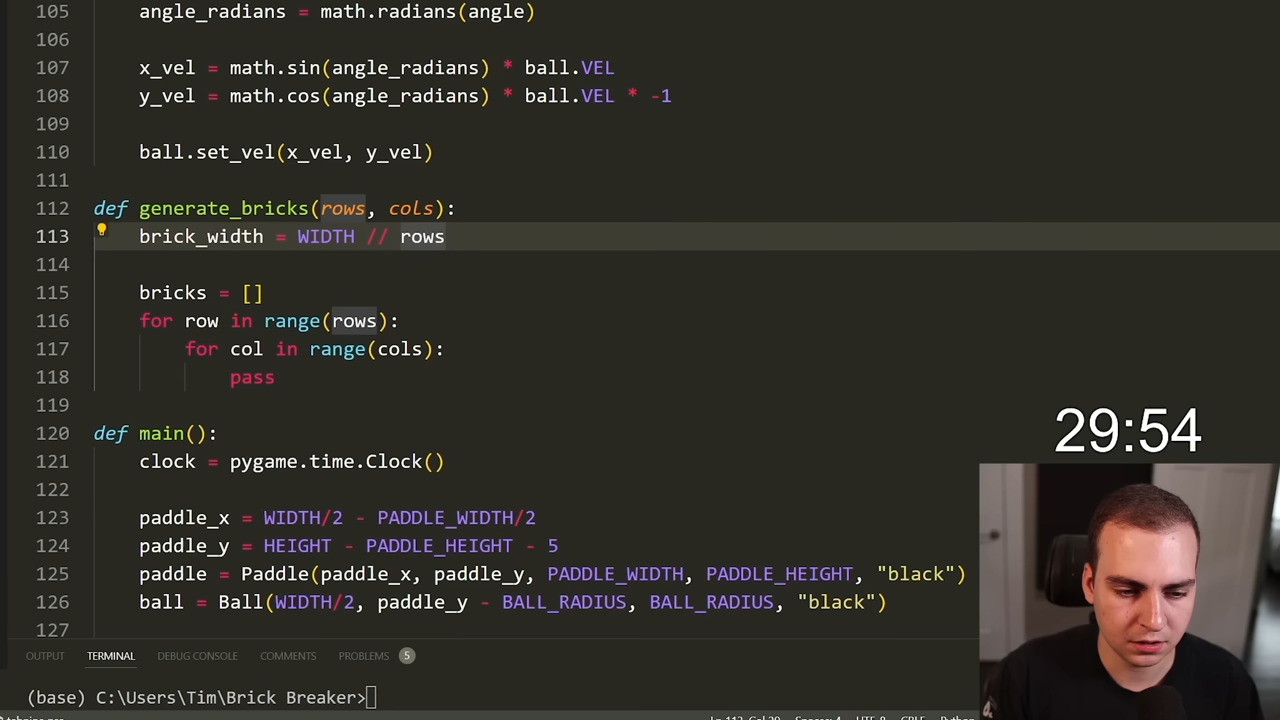 105 angle_radians = math.radians(angle)
106
107 x_vel = math.sin(angle_radians) * ball.VEL
108 y_vel = math.cos(angle_radians) * ball.VEL * -1
109
110 ball.set_vel(x_vel, y_vel)
111
112 def generate_bricks(rows, cols):
113 brick_width = WIDTH // rows
114
115 bricks = []
116 for row in range(rows):
117 for col in range(cols):
118 pass
119
120 def main():
121 clock = pygame.time.Clock()
122
123 paddle_x = WIDTH/2 - PADDLE_WIDTH/2
124 paddle_y = HEIGHT - PADDLE_HEIGHT - 5
125 paddle = Paddle(paddle_x, paddle_y, PADDLE_WIDTH, PADDLE_HEIGHT, "black")
126 ball = Ball(WIDTH/2, paddle_y - BALL_RADIUS, BALL_RADIUS, "black")
127
29:54
OUTPUT TERMINAL DEBUG CONSOLE COMMENTS PROBLEMS 5
(base) C:\Users\Tim\Brick Breaker>